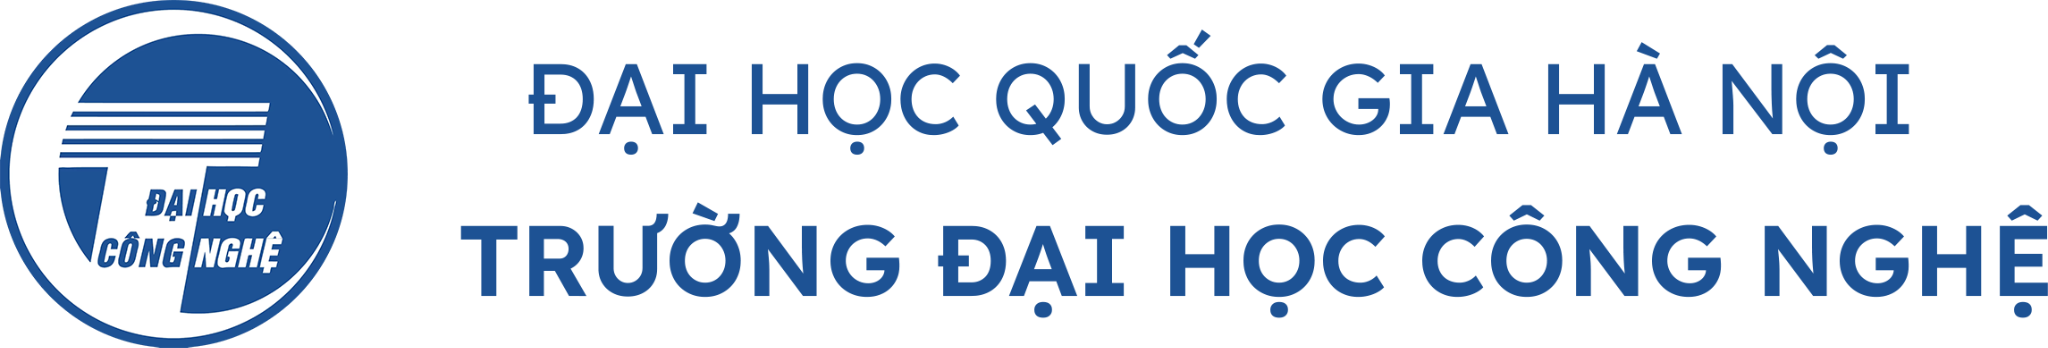 ĐẠI HỌC
CÔNG NGHỆ
ĐẠI HỌC QUỐC GIA HÀ NỘI
TRƯỜNG ĐẠI HỌC CÔNG NGHỆ